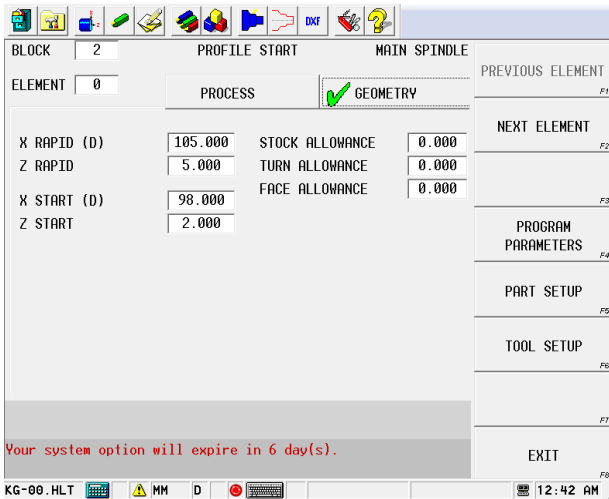 DXF
BLOCK 2 PROFILE START MAIN SPINDLE
ELEMENT 0
PROCESS GEOMETRY
X RAPID (D) 105.000 STOCK ALLOWANCE 0.000
Z RAPID 5.000 TURN ALLOWANCE 0.000
FACE ALLOWANCE 0.000
X START (D) 98.000
Z START 2.000
PREVIOUS ELEMENT
F1
NEXT ELEMENT
F2
F3
PROGRAM
PARAMETERS
F4
PART SETUP
F5
TOOL SETUP
F6
F7
EXIT
F8
Your system option will expire in 6 day(s).
KG-00.HLT MM D 12:42 AM